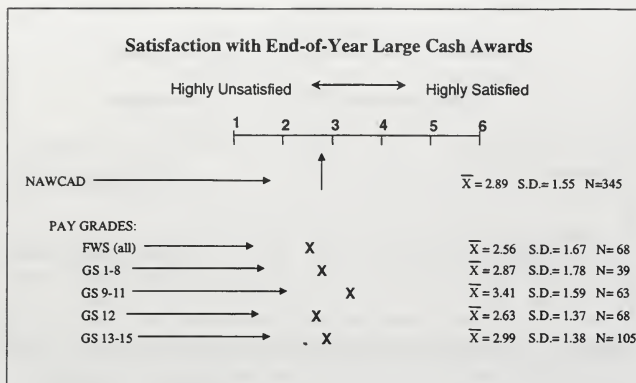 Satisfaction with End-of-Year Large Cash Awards
Highly Unsatisfied Highly Satisfied
1 2 3 4 5 6
NAWCAD X̅ = 2.89 S.D.= 1.55 N=345
PAY GRADES:
FWS (all) X X̅ = 2.56 S.D.= 1.67 N= 68
GS 1-8 X X̅ = 2.87 S.D.= 1.78 N= 39
GS 9-11 X X̅ = 3.41 S.D.= 1.59 N= 63
GS 12 X X̅ = 2.63 S.D.= 1.37 N= 68
GS 13-15 X X̅ = 2.99 S.D.= 1.38 N= 105